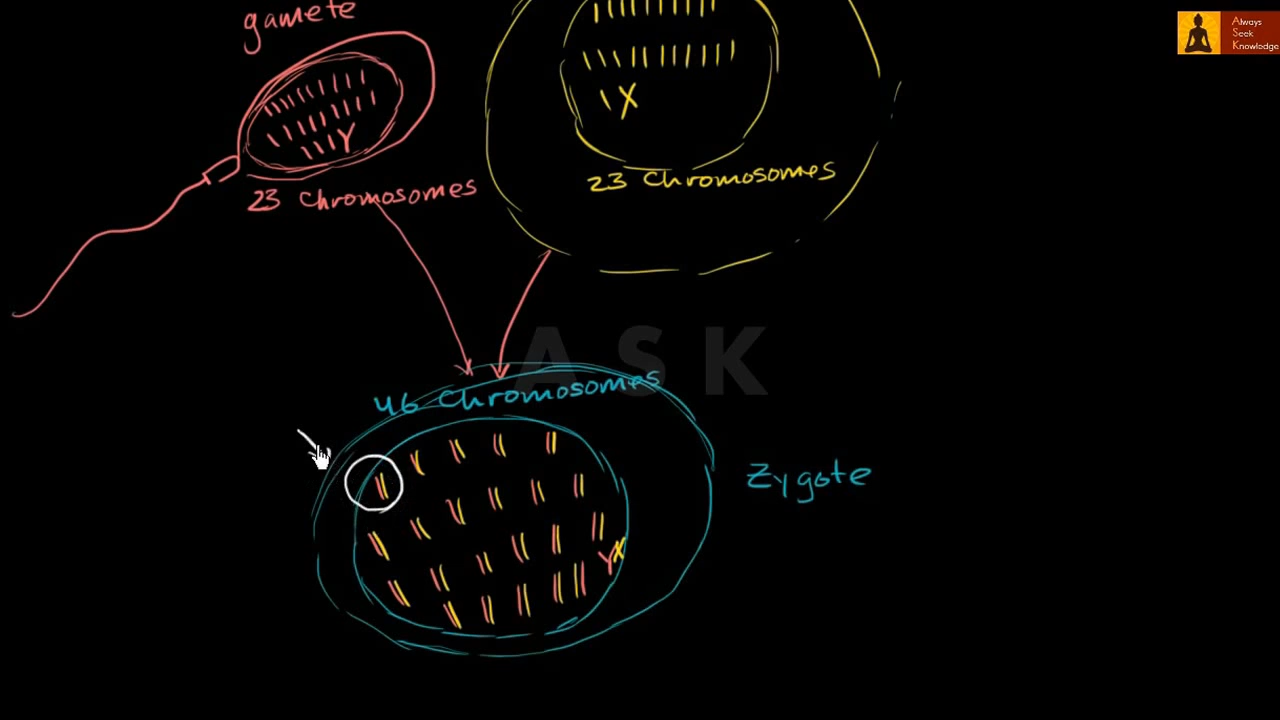 gamete
Always
Seek
Knowledge
X
Y
23 Chromosomes
23 Chromosomes
ASK
46 Chromosomes
Zygote
YX